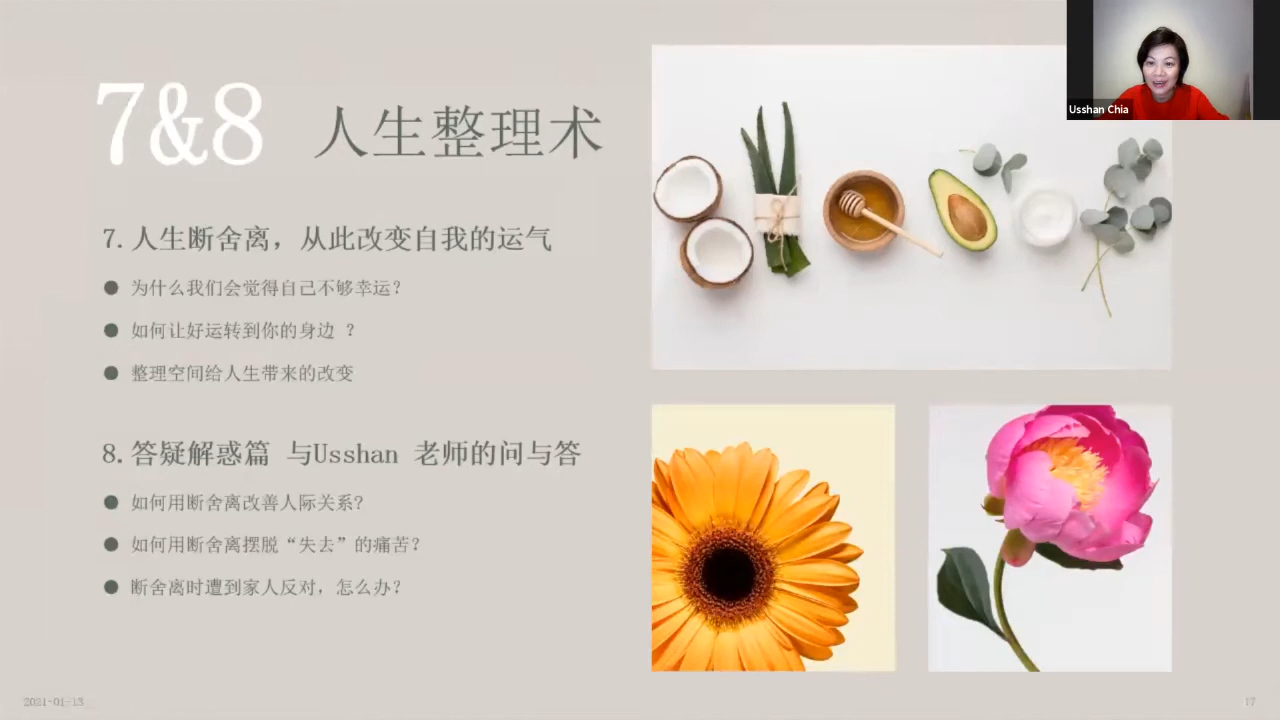 Usshan Chia
7&8 人生整理术
7. 人生断舍离，从此改变自我的运气
● 为什么我们会觉得自己不够幸运？
● 如何让好运转到你的身边 ？
● 整理空间给人生带来的改变
8. 答疑解惑篇 与Usshan 老师的问与答
● 如何用断舍离改善人际关系？
● 如何用断舍离摆脱“失去”的痛苦？
● 断舍离时遭到家人反对，怎么办？
2021-01-13
17